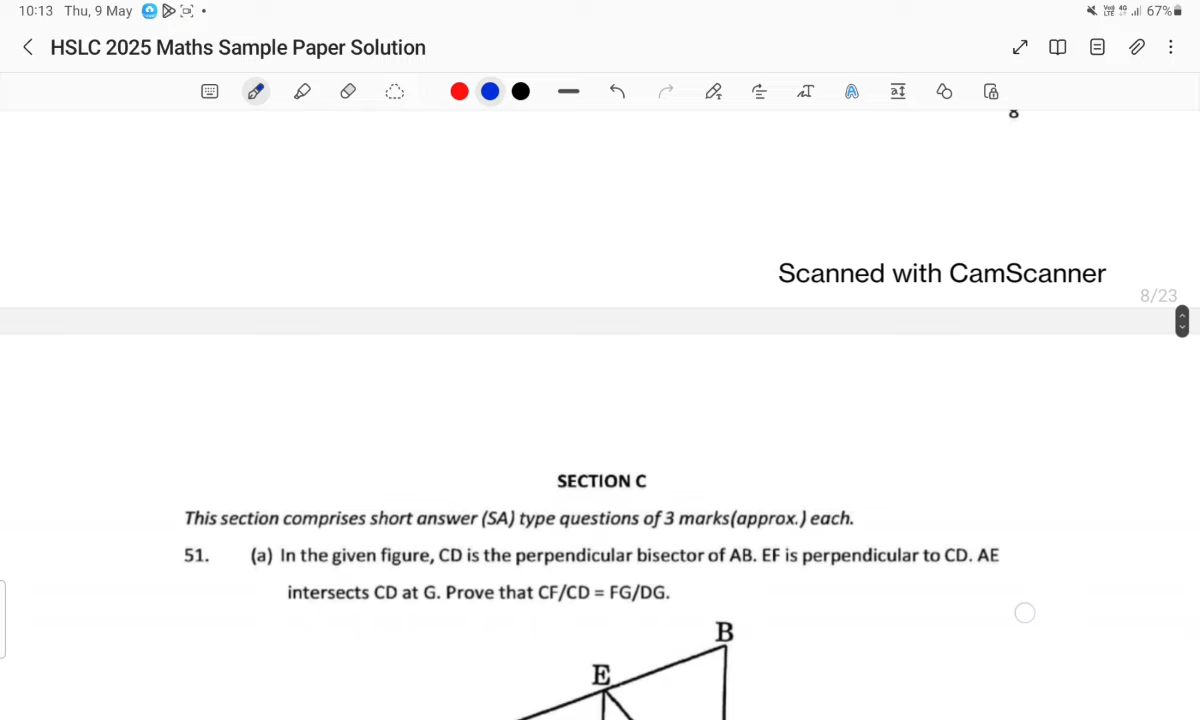 10:13 Thu, 9 May
67%
HSLC 2025 Maths Sample Paper Solution
8
Scanned with CamScanner
8/23
SECTION C
This section comprises short answer (SA) type questions of 3 marks(approx.) each.
51. (a) In the given figure, CD is the perpendicular bisector of AB. EF is perpendicular to CD. AE
intersects CD at G. Prove that CF/CD = FG/DG.
B
E